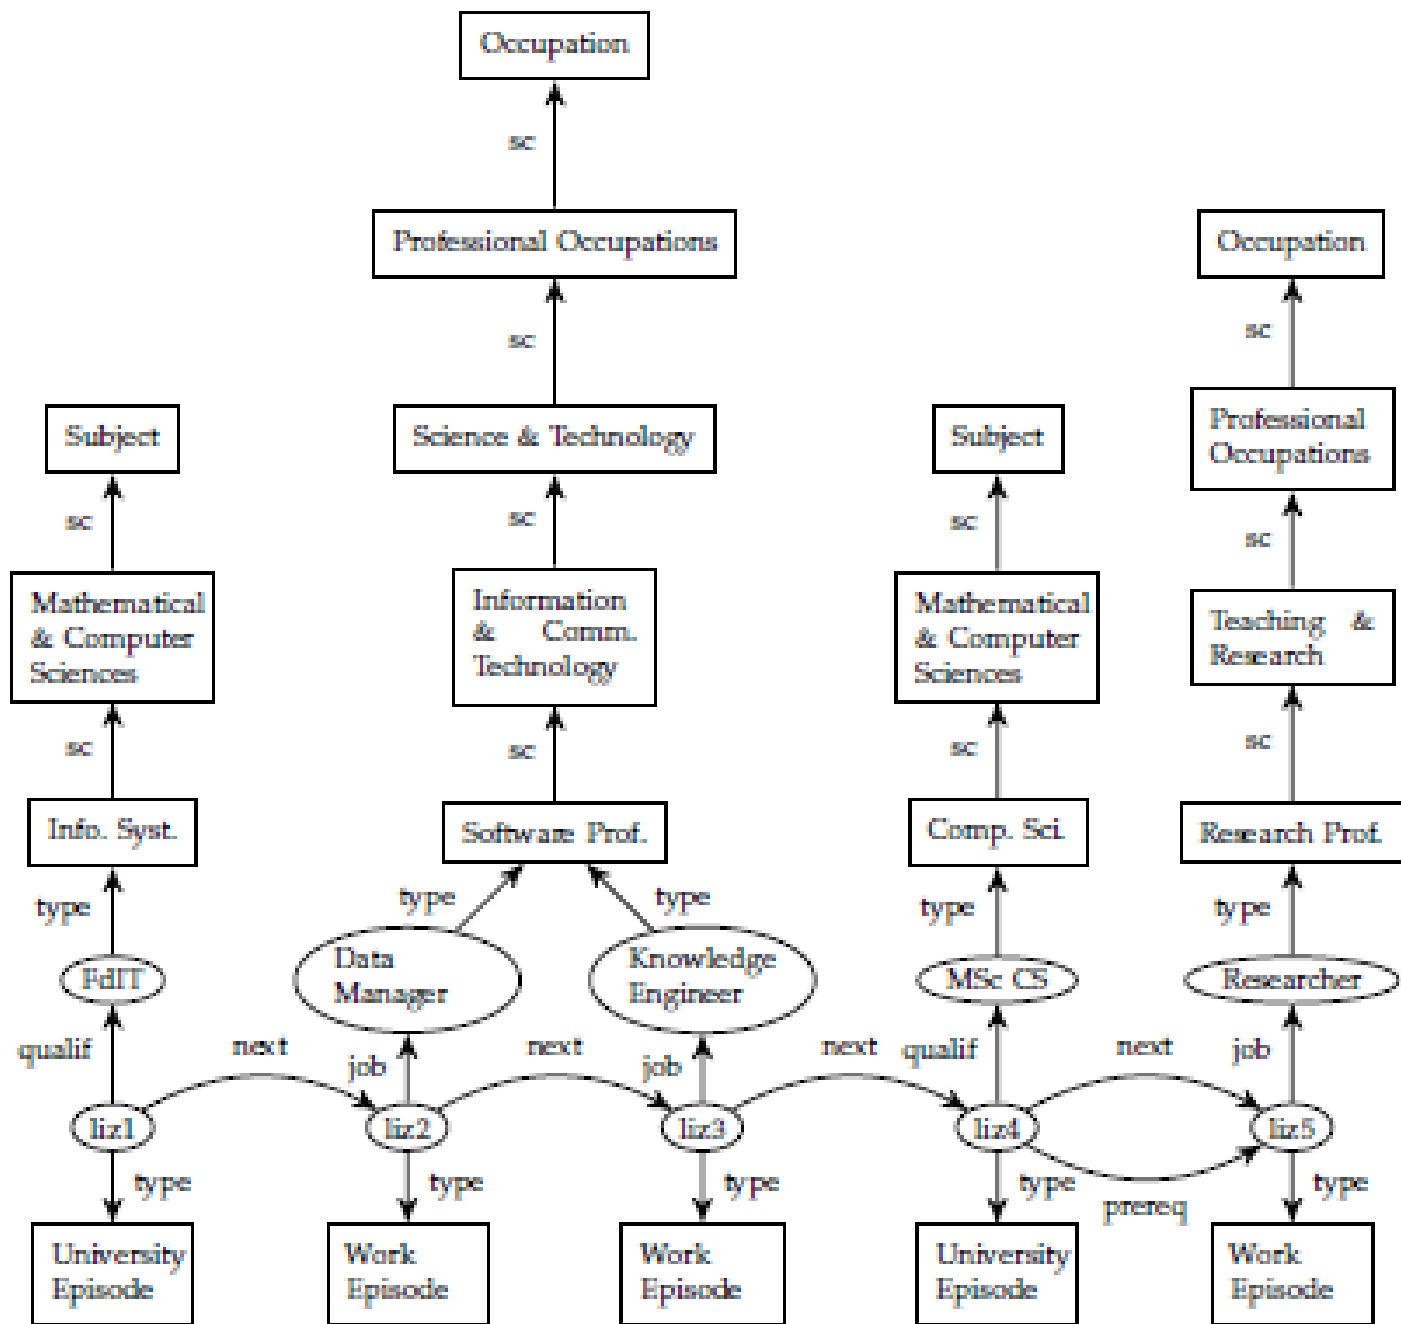 Occupation
sc
Professional Occupations
Occupation
sc
sc
Subject
Science & Technology
Subject
Professional
Occupations
sc
sc
sc
sc
Mathematical
& Computer
Sciences
Information
& Comm.
Technology
Mathematical
& Computer
Sciences
Teaching &
Research
sc
sc
sc
sc
Info. Syst.
Software Prof.
Comp. Sci.
Research Prof.
type
type
type
type
type
FdIT
Data
Manager
Knowledge
Engineer
MSc CS
Researcher
qualif
next
job
next
job
next
qualif
next
job
liz1
liz2
liz3
liz4
liz5
type
type
type
type
prereq
type
University
Episode
Work
Episode
Work
Episode
University
Episode
Work
Episode